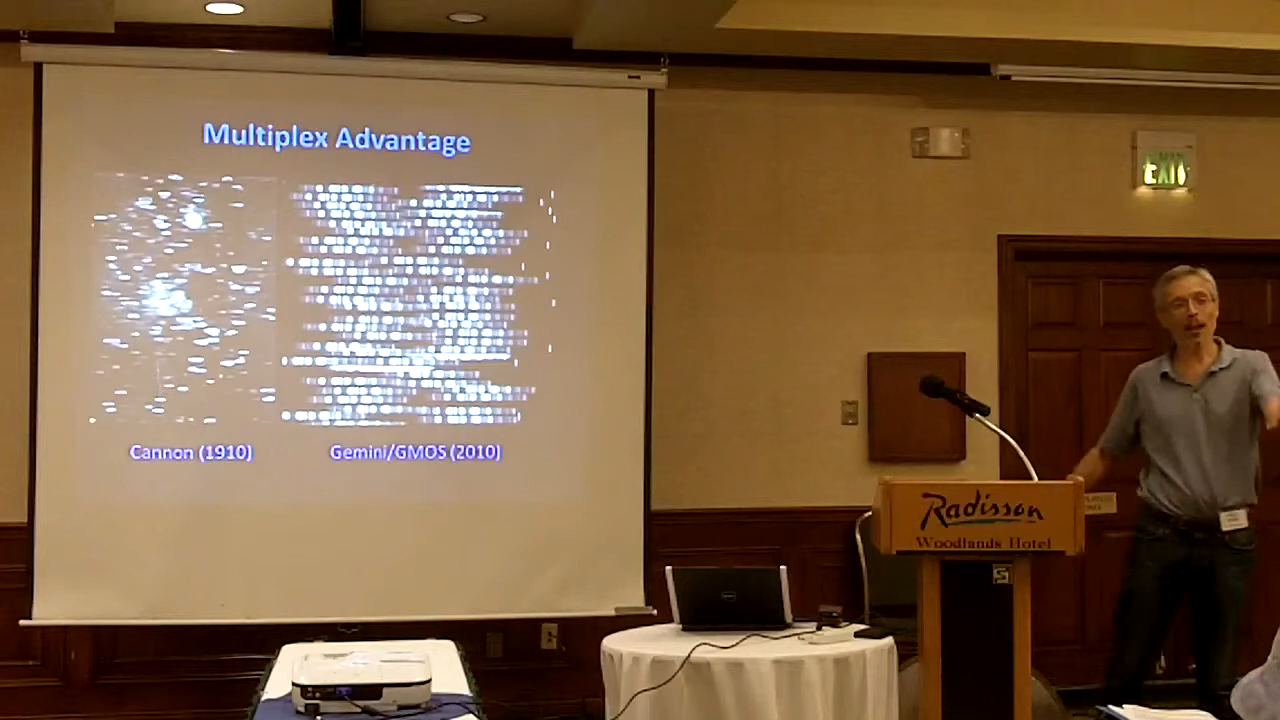 Multiplex Advantage
Cannon (1910)
Gemini/GMOS (2010)
EXIT
Radisson
Woodlands Hotel